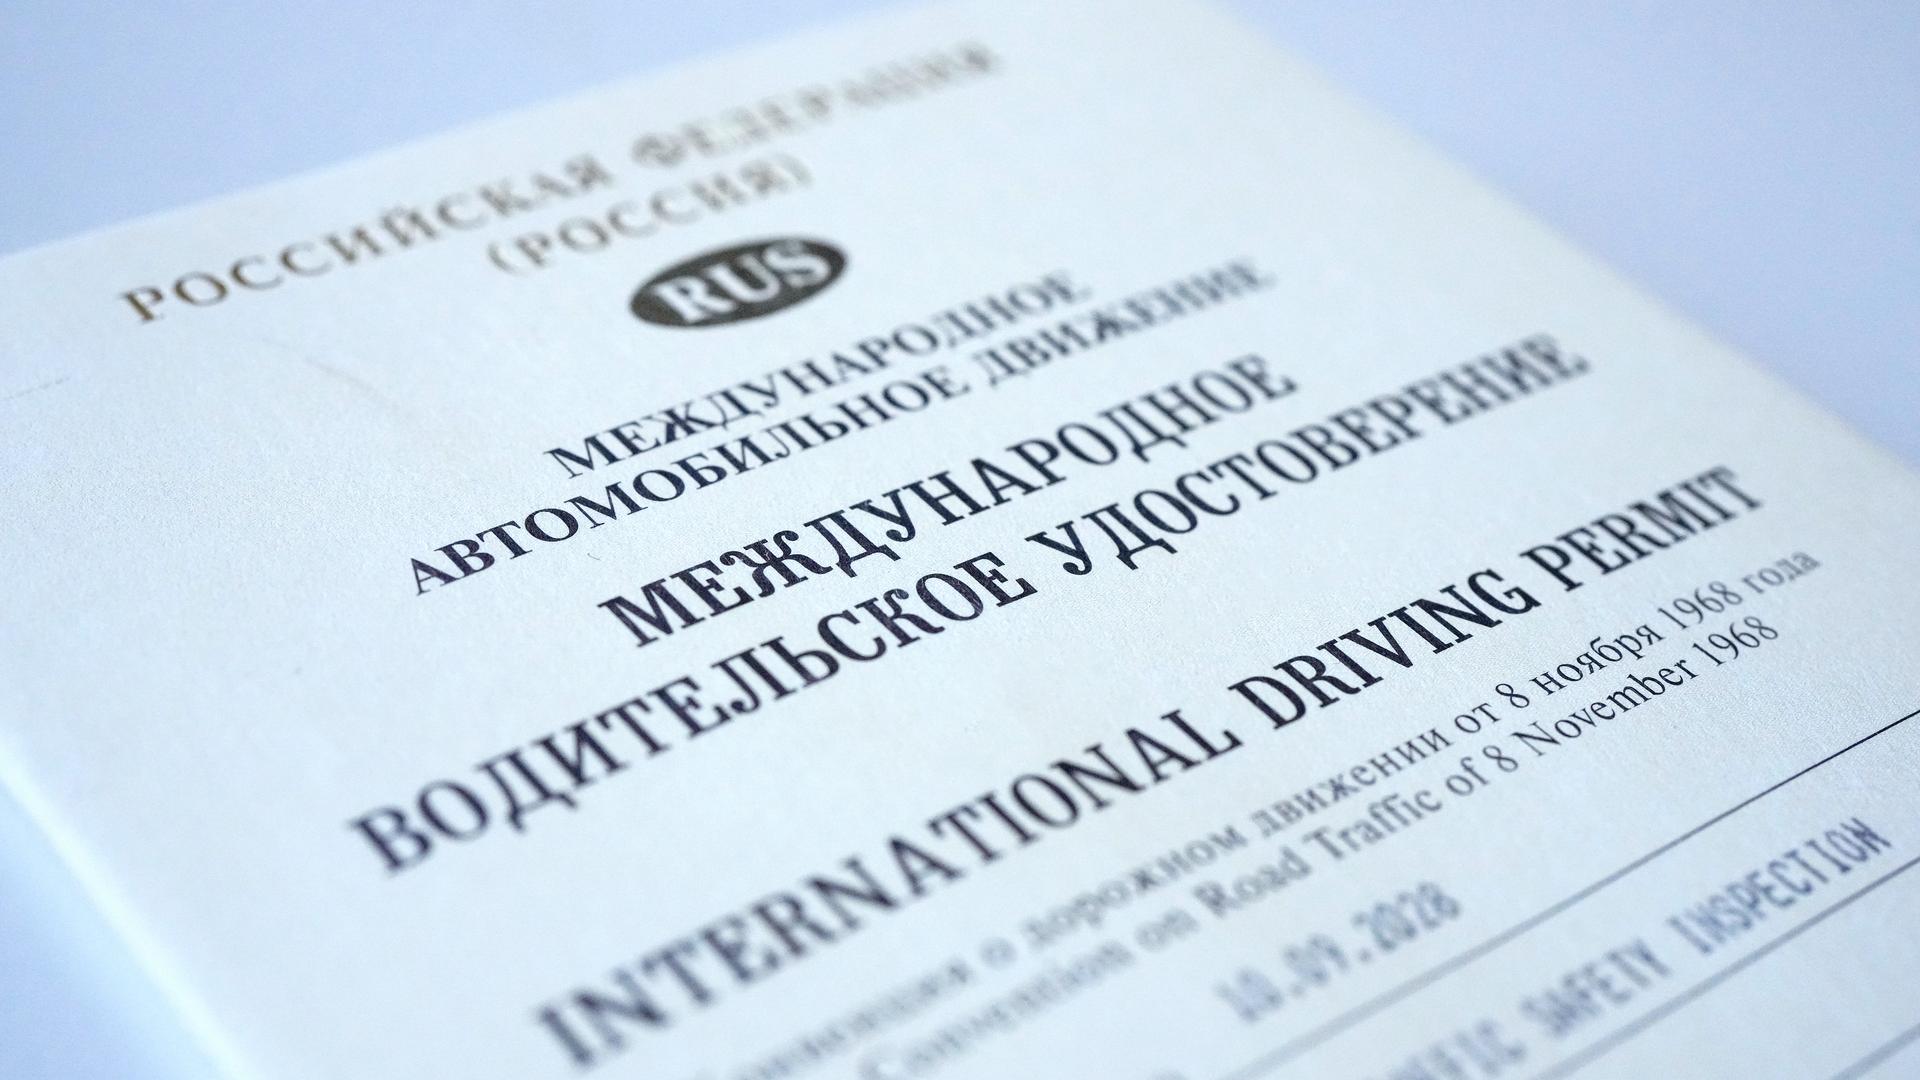 РОССИЙСКАЯ ФЕДЕРАЦИЯ
(РОССИЯ)
RUS
МЕЖДУНАРОДНОЕ
АВТОМОБИЛЬНОЕ ДВИЖЕНИЕ
МЕЖДУНАРОДНОЕ
ВОДИТЕЛЬСКОЕ УДОСТОВЕРЕНИЕ
INTERNATIONAL DRIVING PERMIT
Конвенция о дорожном движении от 8 ноября 1968 года
Convention on Road Traffic of 8 November 1968
10.09.2028
SAFETY INSPECTION